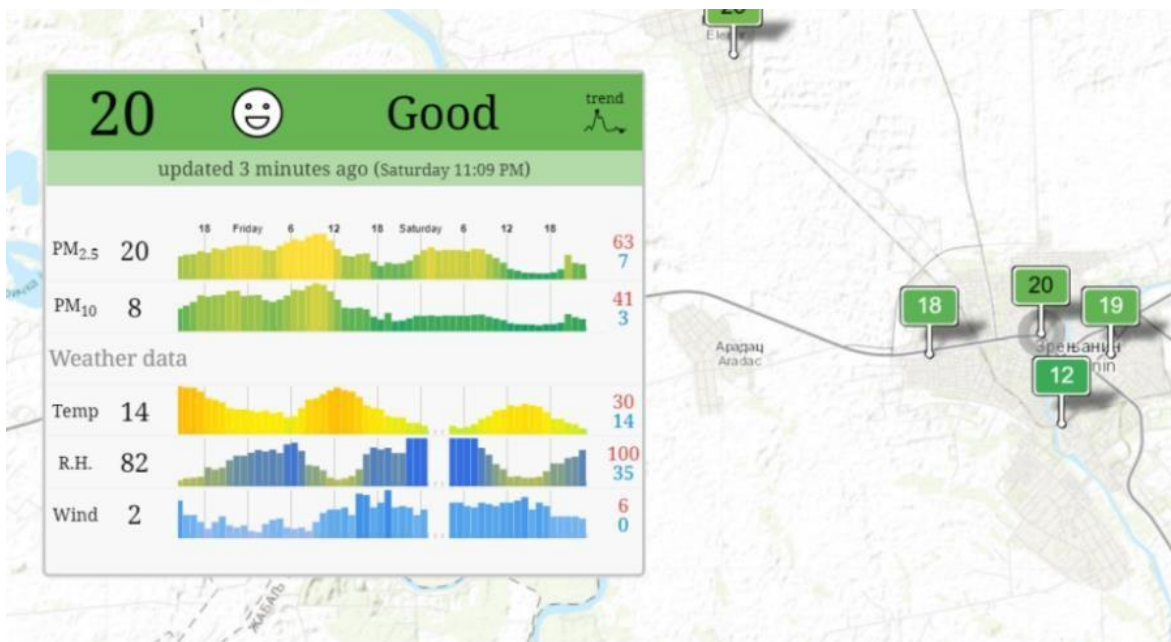 20 Good trend
updated 3 minutes ago (Saturday 11:09 PM)
18 Friday 6 12 18 Saturday 6 12 18
PM2.5 20 63
7
PM10 8 41
3
Weather data
Temp 14 30
14
R.H. 82 100
35
Wind 2 6
0
18
20
19
12
Арадац
Aradac
Зрењанин
ЖАБАЉ